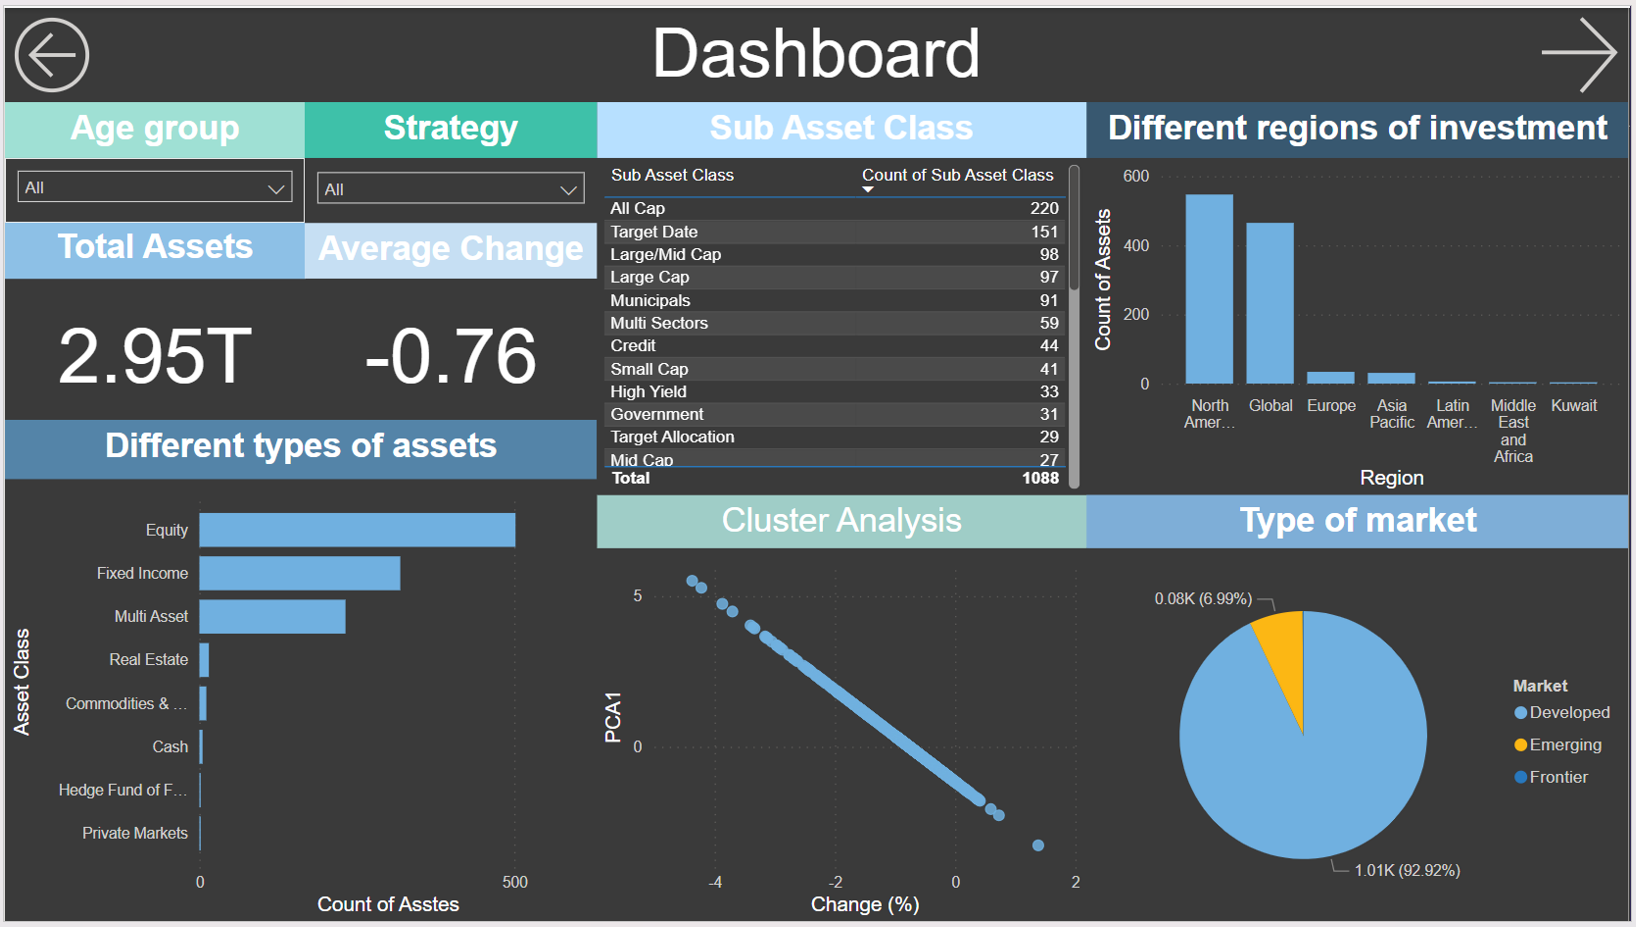 Dashboard
Age group
Strategy
Sub Asset Class
Different regions of investment
All
All
Total Assets
Average Change
2.95T
-0.76
Sub Asset Class Count of Sub Asset Class
All Cap 220
Target Date 151
Large/Mid Cap 98
Large Cap 97
Municipals 91
Multi Sectors 59
Credit 44
Small Cap 41
High Yield 33
Government 31
Target Allocation 29
Mid Cap 27
Total 1088
Count of Assets
600
400
200
0
North
Amer...
Global
Europe
Asia
Pacific
Latin
Amer...
Middle
East
and
Africa
Kuwait
Region
Different types of assets
Asset Class
Equity
Fixed Income
Multi Asset
Real Estate
Commodities & ...
Cash
Hedge Fund of F...
Private Markets
0 500
Count of Asstes
Cluster Analysis
PCA1
5
0
-4 -2 0 2
Change (%)
Type of market
0.08K (6.99%)
1.01K (92.92%)
Market
Developed
Emerging
Frontier